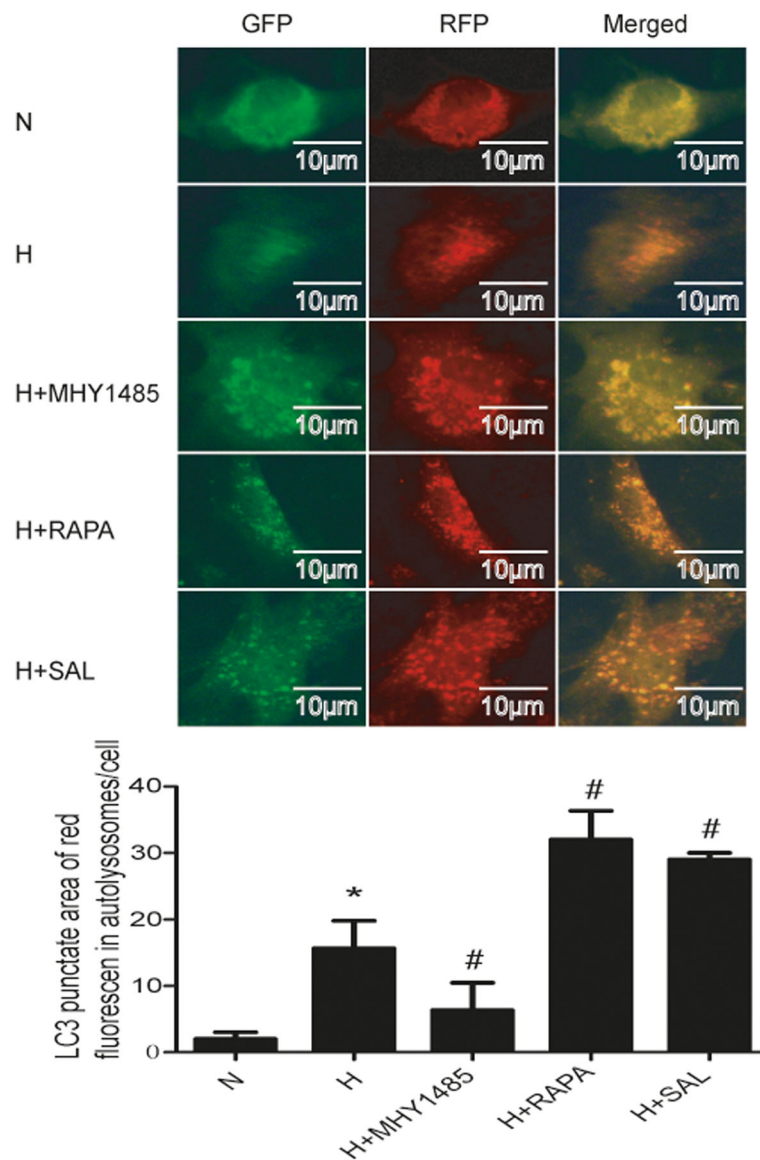 GFP RFP Merged
N 10μm 10μm 10μm
H 10μm 10μm 10μm
H+MHY1485 10μm 10μm 10μm
H+RAPA 10μm 10μm 10μm
H+SAL 10μm 10μm 10μm
LC3 punctate area of red
fluorescen in autolysosomes/cell
40
30
20
10
0
*
#
#
#
N H H+MHY1485 H+RAPA H+SAL